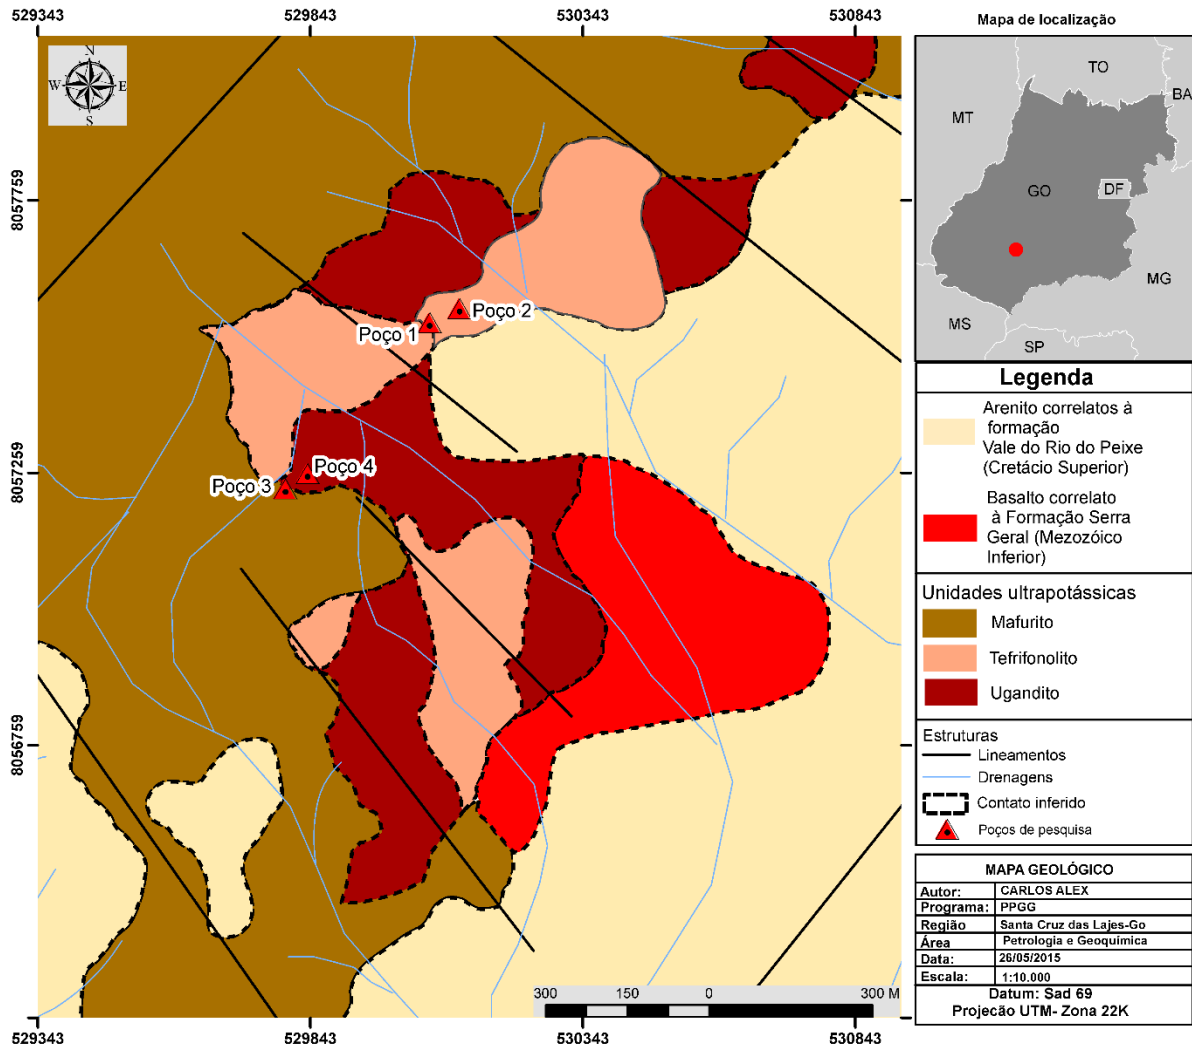 529343
529843
530343
530843
Mapa de localização
N
W
E
S
8057759
8057259
8056759
Poço 1
Poço 2
Poço 3
Poço 4
TO
BA
MT
GO
DF
MG
MS
SP
Legenda
Arenito correlatos à
formação
Vale do Rio do Peixe
(Cretácio Superior)
Basalto correlato
à Formação Serra
Geral (Mezozóico
Inferior)
Unidades ultrapotássicas
Mafurito
Tefrifonolito
Ugandito
Estruturas
Lineamentos
Drenagens
Contato inferido
Poços de pesquisa
MAPA GEOLÓGICO
Autor: CARLOS ALEX
Programa: PPGG
Região Santa Cruz das Lajes-Go
Área Petrologia e Geoquímica
Data: 26/05/2015
Escala: 1:10.000
Datum: Sad 69
Projecão UTM- Zona 22K
300 150 0 300 M
529343
529843
530343
530843